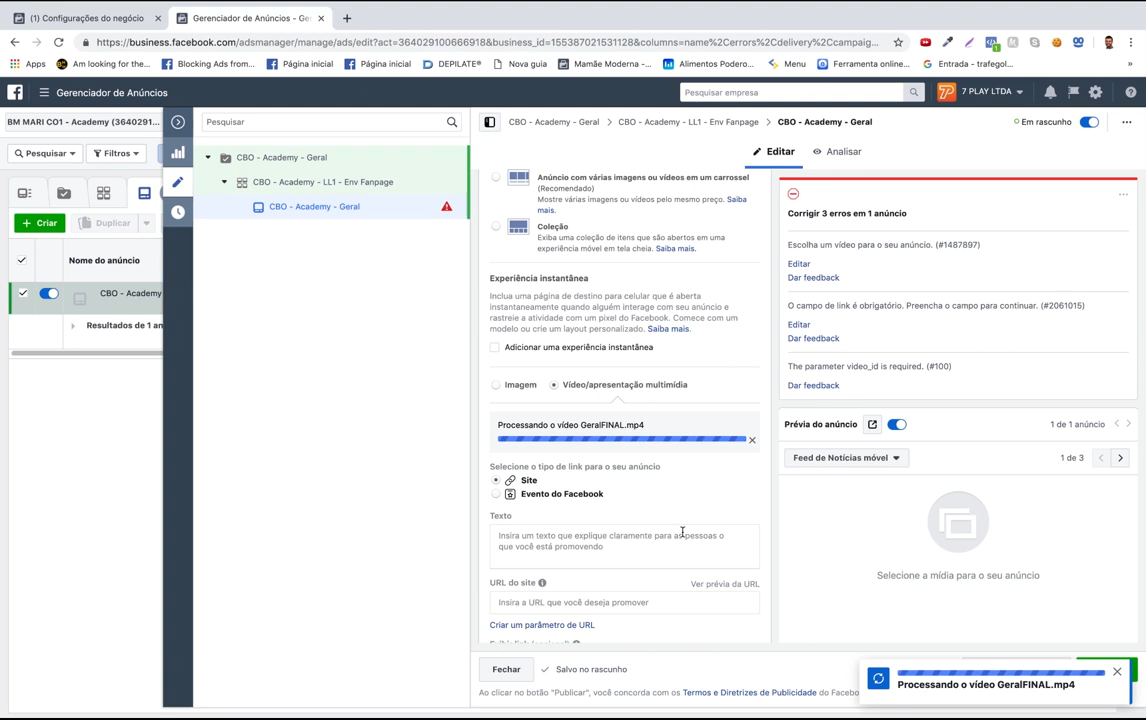 (1) Configurações do negócio
Gerenciador de Anúncios - Ge
https://business.facebook.com/adsmanager/manage/ads/edit?act=364029100666918&business_id=155387021531128&columns=name%2Cerrors%2Cdelivery%2Ccampaig...
Apps
Am looking for the...
Blocking Ads from...
Página inicial
Página inicial
DEPILATE®
Nova guia
Mamãe Moderna -...
Alimentos Podero...
Menu
Ferramenta online...
Entrada - trafegol...
»
Gerenciador de Anúncios
Pesquisar empresa
7 PLAY LTDA
BM MARI CO1 - Academy (3640291...
Pesquisar
CBO - Academy - Geral
CBO - Academy - LL1 - Env Fanpage
CBO - Academy - Geral
Em rascunho
Pesquisar
Filtros
Editar
Analisar
CBO - Academy - Geral
CBO - Academy - LL1 - Env Fanpage
CBO - Academy - Geral
+ Criar
Duplicar
Nome do anúncio
CBO - Academy
Resultados de 1 an
Anúncio com várias imagens ou vídeos em um carrossel
(Recomendado)
Mostre várias imagens ou vídeos pelo mesmo preço. Saiba
mais.
Coleção
Exiba uma coleção de itens que são abertos em uma
experiência móvel em tela cheia. Saiba mais.
Experiência instantânea
Inclua uma página de destino para celular que é aberta
instantaneamente quando alguém interage com seu anúncio e
rastreie a atividade com um pixel do Facebook. Comece com um
modelo ou crie um layout personalizado. Saiba mais.
Adicionar uma experiência instantânea
Imagem
Vídeo/apresentação multimídia
Processando o vídeo GeralFINAL.mp4
Selecione o tipo de link para o seu anúncio
Site
Evento do Facebook
Texto
Insira um texto que explique claramente para as pessoas o
que você está promovendo
URL do site
Ver prévia da URL
Insira a URL que você deseja promover
Criar um parâmetro de URL
Corrigir 3 erros em 1 anúncio
Escolha um vídeo para o seu anúncio. (#1487897)
Editar
Dar feedback
O campo de link é obrigatório. Preencha o campo para continuar. (#2061015)
Editar
Dar feedback
The parameter video_id is required. (#100)
Dar feedback
Prévia do anúncio
1 de 1 anúncio
Feed de Notícias móvel
1 de 3
Selecione a mídia para o seu anúncio
Fechar
Salvo no rascunho
Ao clicar no botão "Publicar", você concorda com os Termos e Diretrizes de Publicidade do Facebo
Processando o vídeo GeralFINAL.mp4